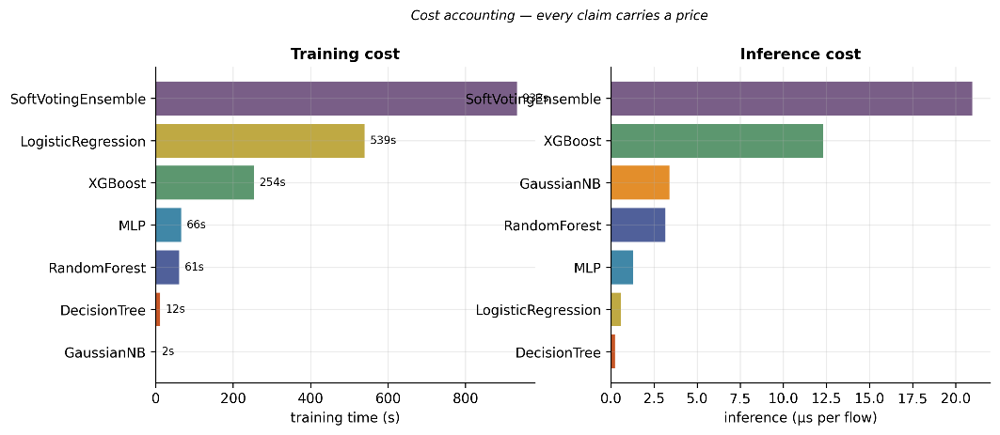 Cost accounting — every claim carries a price
Training cost
SoftVotingEnsemble
LogisticRegression
539s
XGBoost
254s
MLP
66s
RandomForest
61s
DecisionTree
12s
GaussianNB
2s
0 200 400 600 800
training time (s)
Inference cost
SoftVotingEnsemble
XGBoost
GaussianNB
RandomForest
MLP
LogisticRegression
DecisionTree
0.0 2.5 5.0 7.5 10.0 12.5 15.0 17.5 20.0
inference (µs per flow)